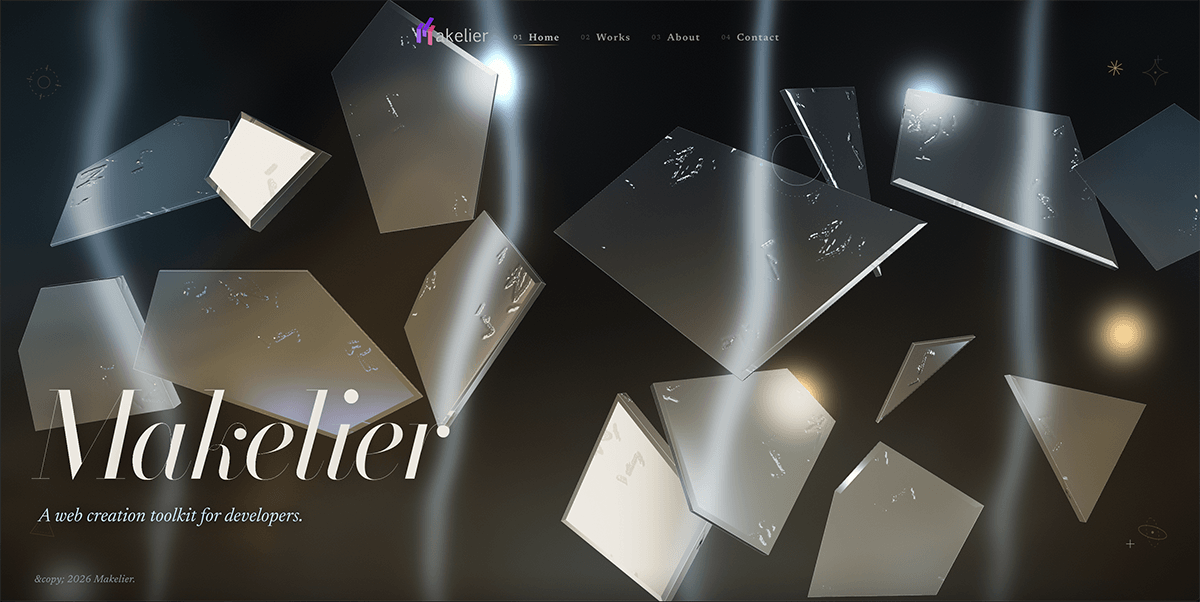 Makelier
01 Home 02 Works 03 About 04 Contact
Makelier
A web creation toolkit for developers.
&copy; 2026 Makelier.